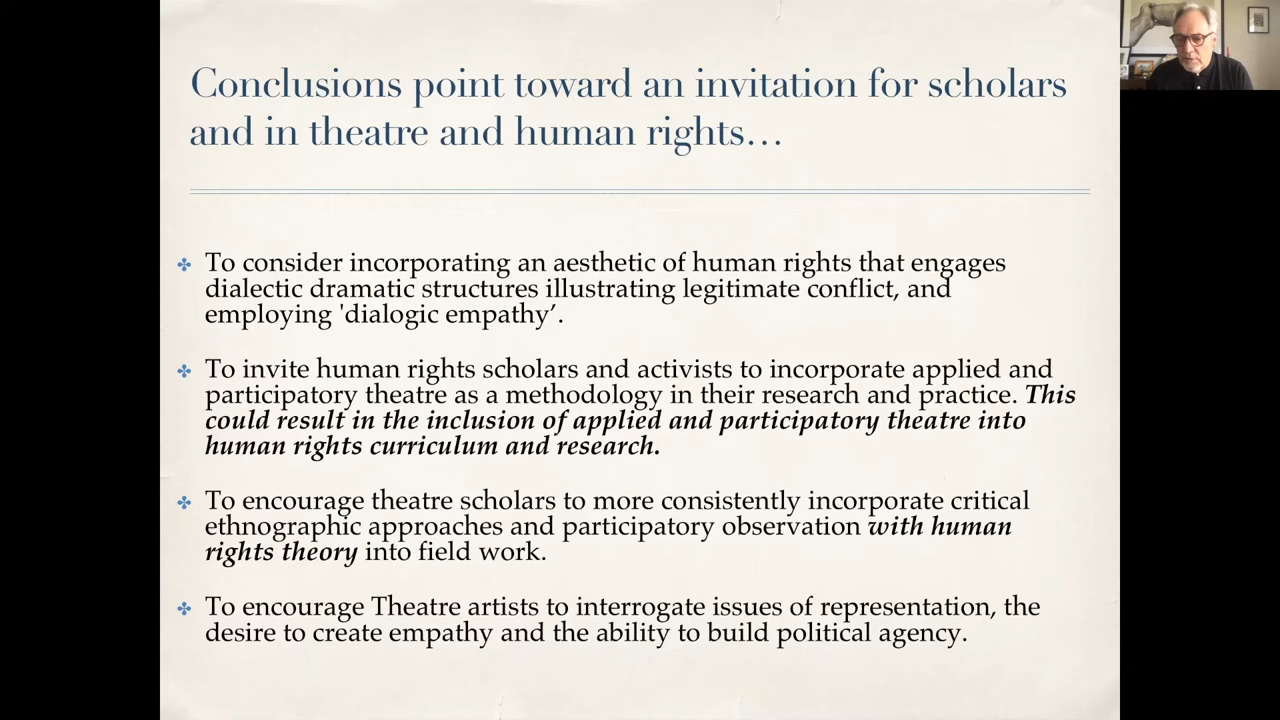 Conclusions point toward an invitation for scholars
and in theatre and human rights…
To consider incorporating an aesthetic of human rights that engages
dialectic dramatic structures illustrating legitimate conflict, and
employing 'dialogic empathy’.
To invite human rights scholars and activists to incorporate applied and
participatory theatre as a methodology in their research and practice. This
could result in the inclusion of applied and participatory theatre into
human rights curriculum and research.
To encourage theatre scholars to more consistently incorporate critical
ethnographic approaches and participatory observation with human
rights theory into field work.
To encourage Theatre artists to interrogate issues of representation, the
desire to create empathy and the ability to build political agency.